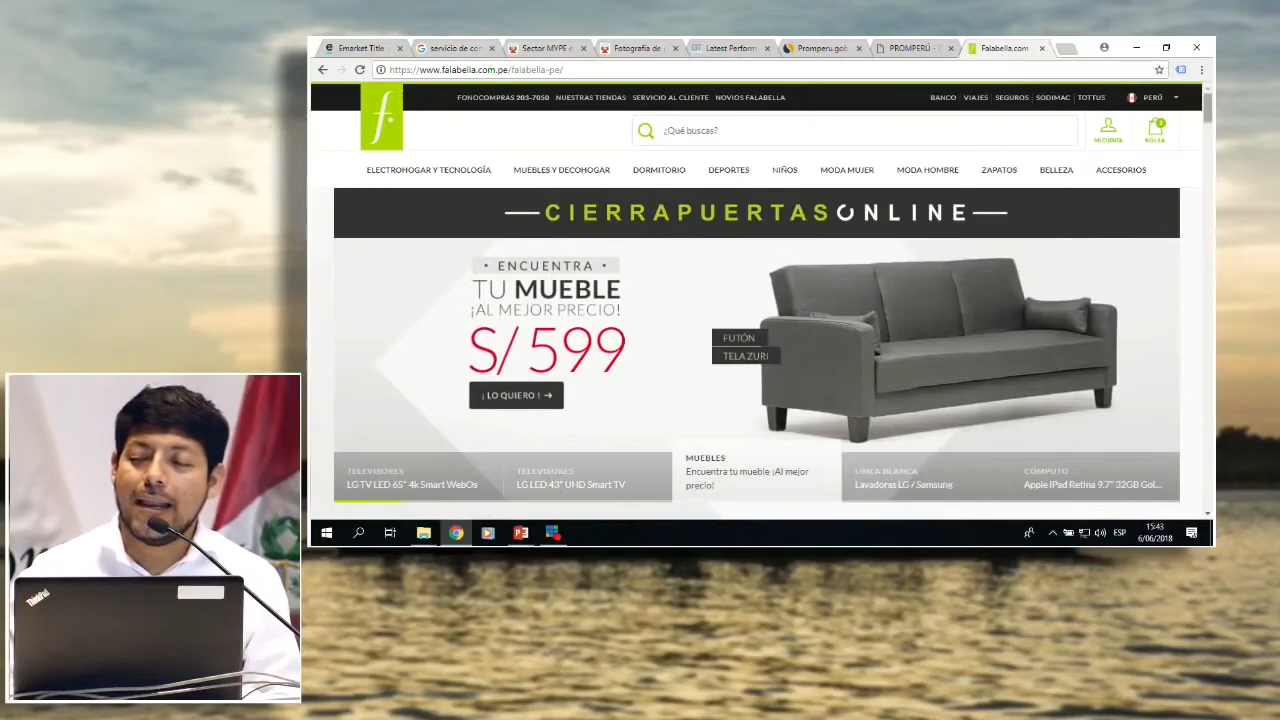 Emarket Title
servicio de cor
Sector MYPE e
Fotografía de
Latest Perform
Promperu.gob
PROMPERÚ - C
Falabella.com
https://www.falabella.com.pe/falabella-pe/
FONOCOMPRAS 203-7050 NUESTRAS TIENDAS SERVICIO AL CLIENTE NOVIOS FALABELLA
BANCO VIAJES SEGUROS SODIMAC TOTTUS PERÚ
f.
¿Qué buscas?
MI CUENTA
BOLSA
ELECTROHOGAR Y TECNOLOGÍA MUEBLES Y DECOHOGAR DORMITORIO DEPORTES NIÑOS MODA MUJER MODA HOMBRE ZAPATOS BELLEZA ACCESORIOS
CIERRAPUERTAS ONLINE
• ENCUENTRA •
TU MUEBLE
¡AL MEJOR PRECIO!
S/ 599
¡ LO QUIERO ! →
FUTÓN
TELA ZURI
TELEVISORES
LG TV LED 65" 4k Smart WebOs
TELEVISORES
LG LED 43" UHD Smart TV
MUEBLES
Encuentra tu mueble ¡Al mejor
precio!
LÍNEA BLANCA
Lavadoras LG / Samsung
CÓMPUTO
Apple IPad Retina 9.7" 32GB Gol...
ESP
15:43
6/06/2018
ThinkPad